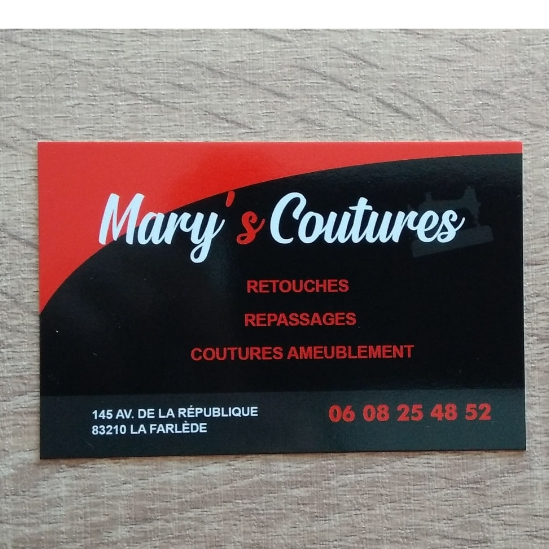 Mary's Coutures
RETOUCHES
REPASSAGES
COUTURES AMEUBLEMENT
145 AV. DE LA RÉPUBLIQUE
83210 LA FARLÈDE
06 08 25 48 52